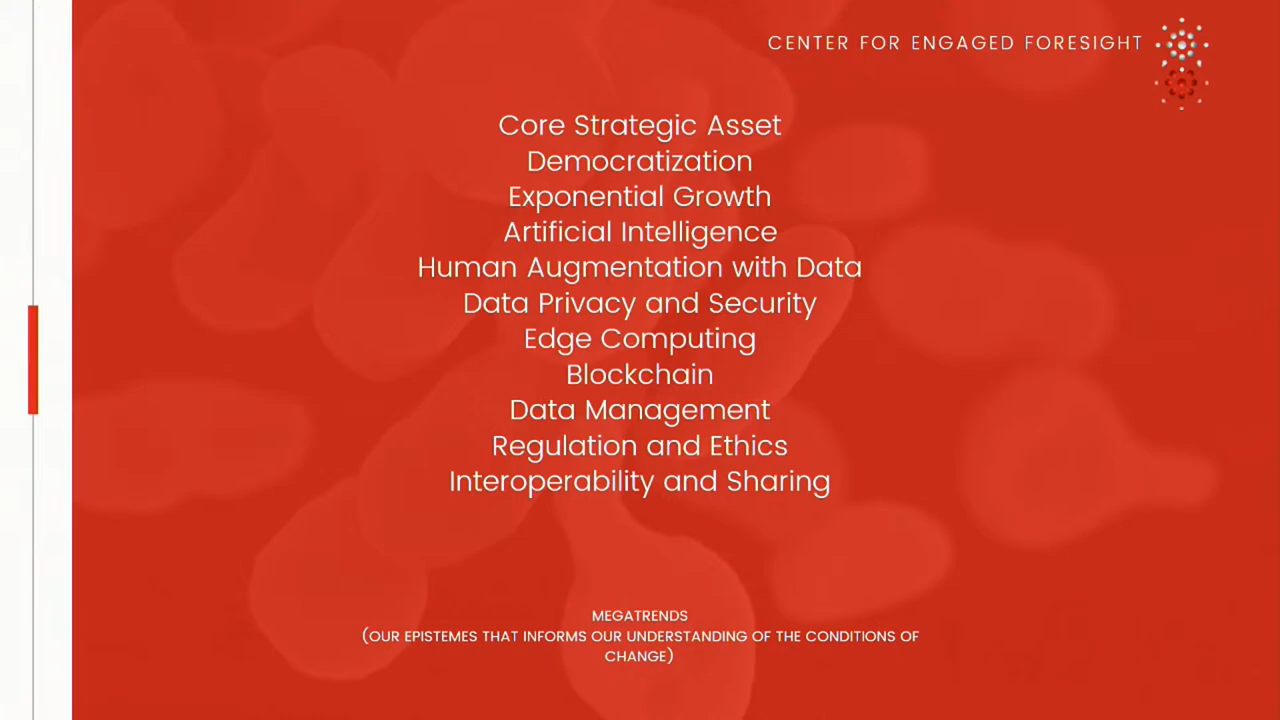 CENTER FOR ENGAGED FORESIGHT
Core Strategic Asset
Democratization
Exponential Growth
Artificial Intelligence
Human Augmentation with Data
Data Privacy and Security
Edge Computing
Blockchain
Data Management
Regulation and Ethics
Interoperability and Sharing
MEGATRENDS
(OUR EPISTEMES THAT INFORMS OUR UNDERSTANDING OF THE CONDITIONS OF
CHANGE)